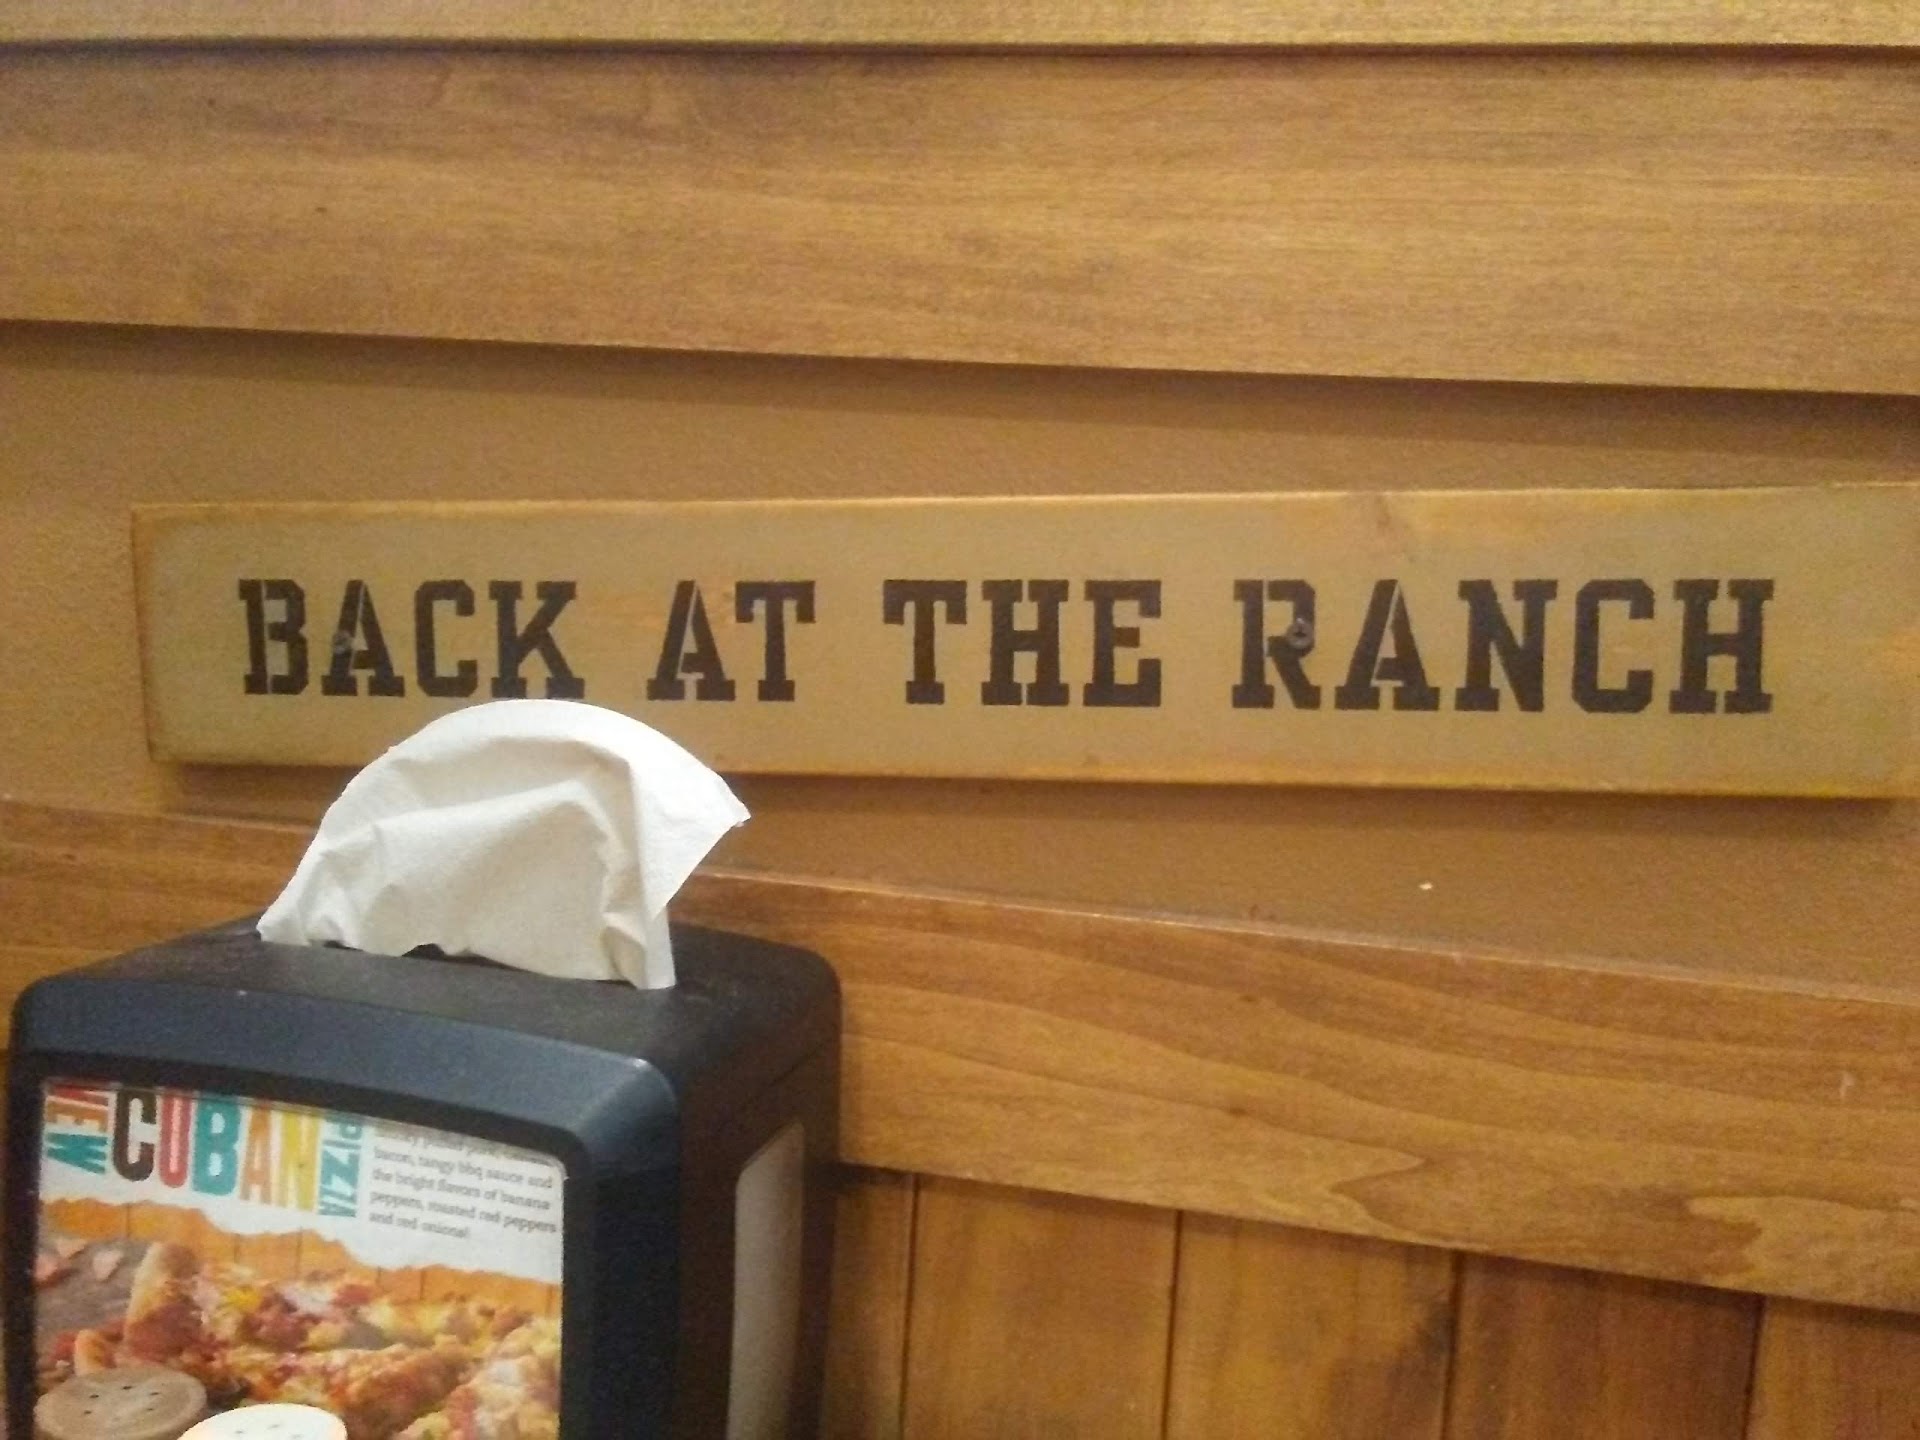 BACK AT THE RANCH
NEW CUBAN PIZZA
bacon, tangy bbq sauce and
the bright flavors of banana
peppers, roasted red peppers
and red onions!